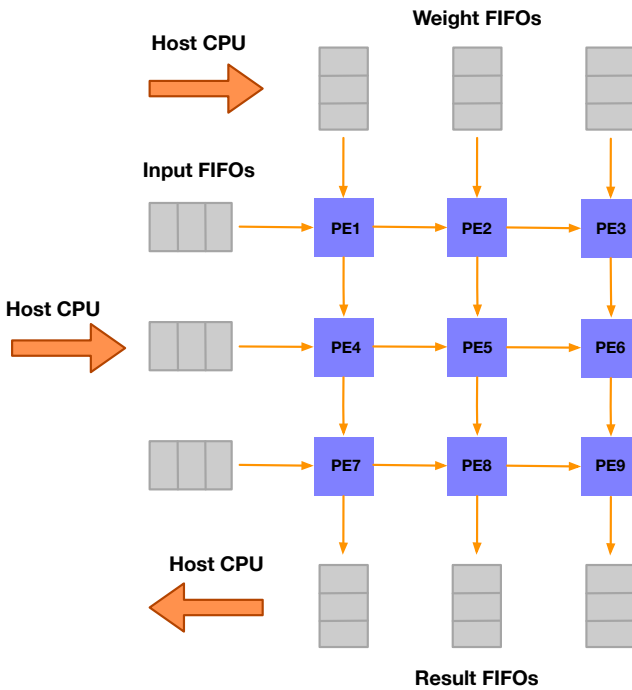 Weight FIFOs
Host CPU
Input FIFOs
PE1
PE2
PE3
Host CPU
PE4
PE5
PE6
PE7
PE8
PE9
Host CPU
Result FIFOs